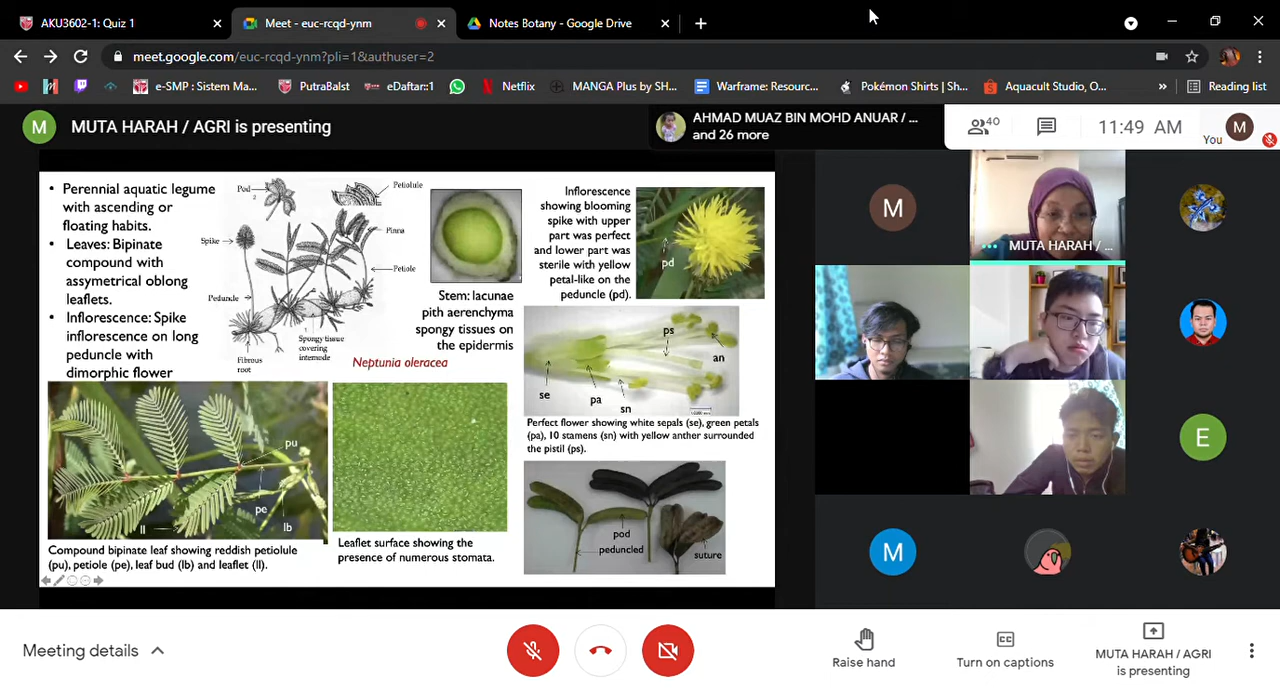 AKU3602-1: Quiz 1
Meet - euc-rcqd-ynm
Notes Botany - Google Drive
meet.google.com/euc-rcqd-ynm?pli=1&authuser=2
e-SMP : Sistem Ma...
PutraBalst
eDaftar::1
Netflix
MANGA Plus by SH...
Warframe: Resourc...
Pokémon Shirts | Sh...
Aquacult Studio, O...
»
Reading list
M
MUTA HARAH / AGRI is presenting
AHMAD MUAZ BIN MOHD ANUAR / ...
and 26 more
40
11:49 AM
You
M
• Perennial aquatic legume
with ascending or
floating habits.
• Leaves: Bipinate
compound with
assymetrical oblong
leaflets.
• Inflorescence: Spike
inflorescence on long
peduncle with
dimorphic flower
Pod
2
Petiolule
Spike
Pinna
Petiole
Peduncle
1
Spongy tissue
covering
internode
Fibrous
root
Neptunia oleracea
Stem: lacunae
pith aerenchyma
spongy tissues on
the epidermis
Inflorescence
showing blooming
spike with upper
part was perfect
and lower part was
sterile with yellow
petal-like on the
peduncle (pd).
pd
ps
an
se
pa
sn
Perfect flower showing white sepals (se), green petals
(pa), 10 stamens (sn) with yellow anther surrounded
the pistil (ps).
pu
pe
lb
ll
Compound bipinate leaf showing reddish petiolule
(pu), petiole (pe), leaf bud (lb) and leaflet (ll).
Leaflet surface showing the
presence of numerous stomata.
pod
peduncled
suture
M
MUTA HARAH / ...
E
M
Meeting details
Raise hand
Turn on captions
MUTA HARAH / AGRI
is presenting